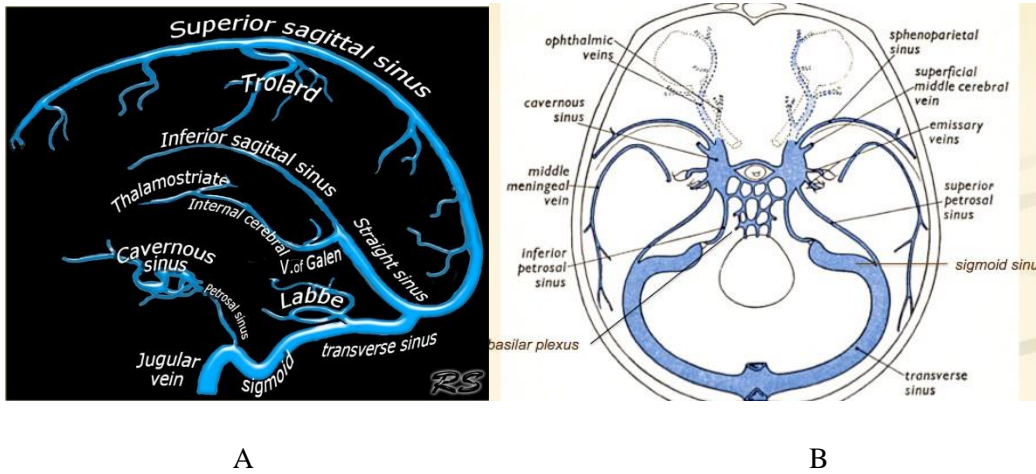 Superior sagittal sinus
Trolard
Inferior sagittal sinus
Thalamostriate
Internal cerebral
Straight sinus
V. of Galen
Cavernous
sinus
petrosal sinus
Labbe
transverse sinus
Jugular
vein
sigmoid
RS
ophthalmic
veins
cavernous
sinus
middle
meningeal
vein
inferior
petrosal
sinus
basilar plexus
sphenoparietal
sinus
superficial
middle cerebral
vein
emissary
veins
superior
petrosal
sinus
sigmoid sinu
transverse
sinus
A
B